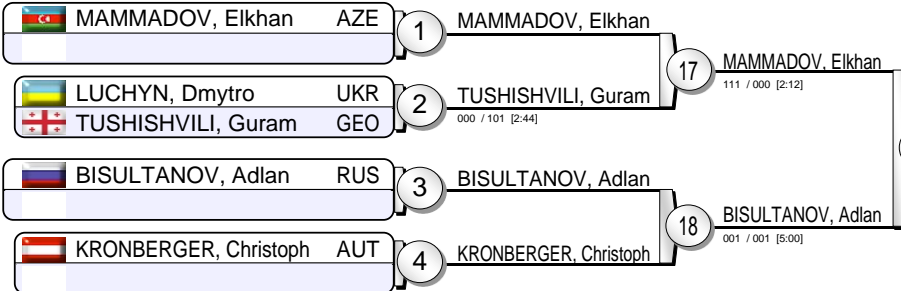 MAMMADOV, Elkhan AZE
1
MAMMADOV, Elkhan
LUCHYN, Dmytro UKR
TUSHISHVILI, Guram GEO
2
TUSHISHVILI, Guram
000 / 101 [2:44]
17
MAMMADOV, Elkhan
111 / 000 [2:12]
BISULTANOV, Adlan RUS
3
BISULTANOV, Adlan
KRONBERGER, Christoph AUT
4
KRONBERGER, Christoph
18
BISULTANOV, Adlan
001 / 001 [5:00]